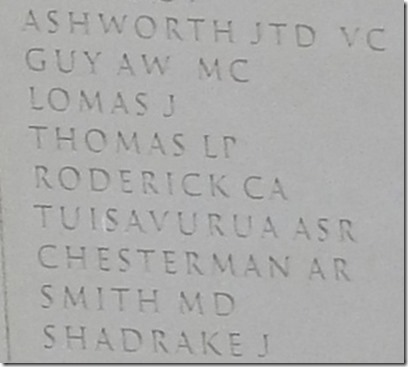 ASHWORTH JTD VC
GUY AW MC
LOMAS J
THOMAS LP
RODERICK CA
TUISAVURUA ASR
CHESTERMAN AR
SMITH MD
SHADRAKE J